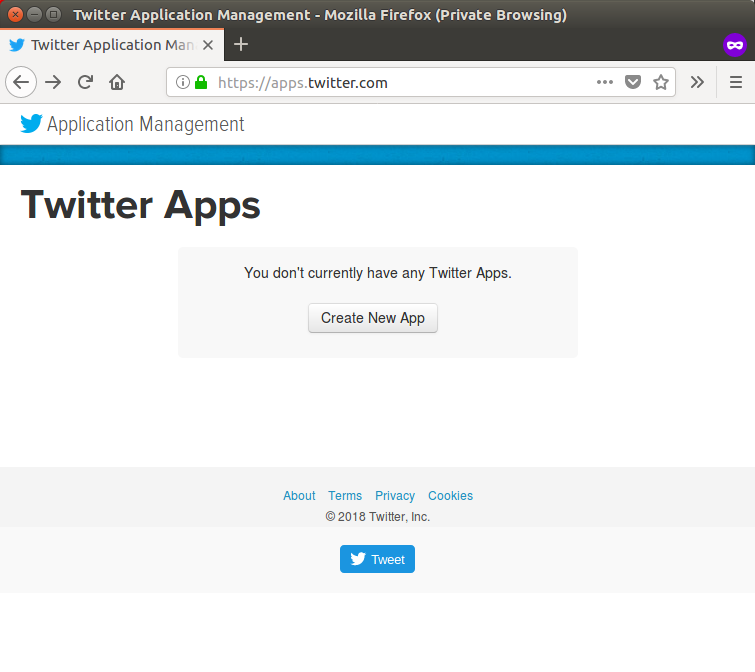 Twitter Application Management - Mozilla Firefox (Private Browsing)
Twitter Application Man
https://apps.twitter.com
Application Management
Twitter Apps
You don't currently have any Twitter Apps.
Create New App
About Terms Privacy Cookies
© 2018 Twitter, Inc.
Tweet